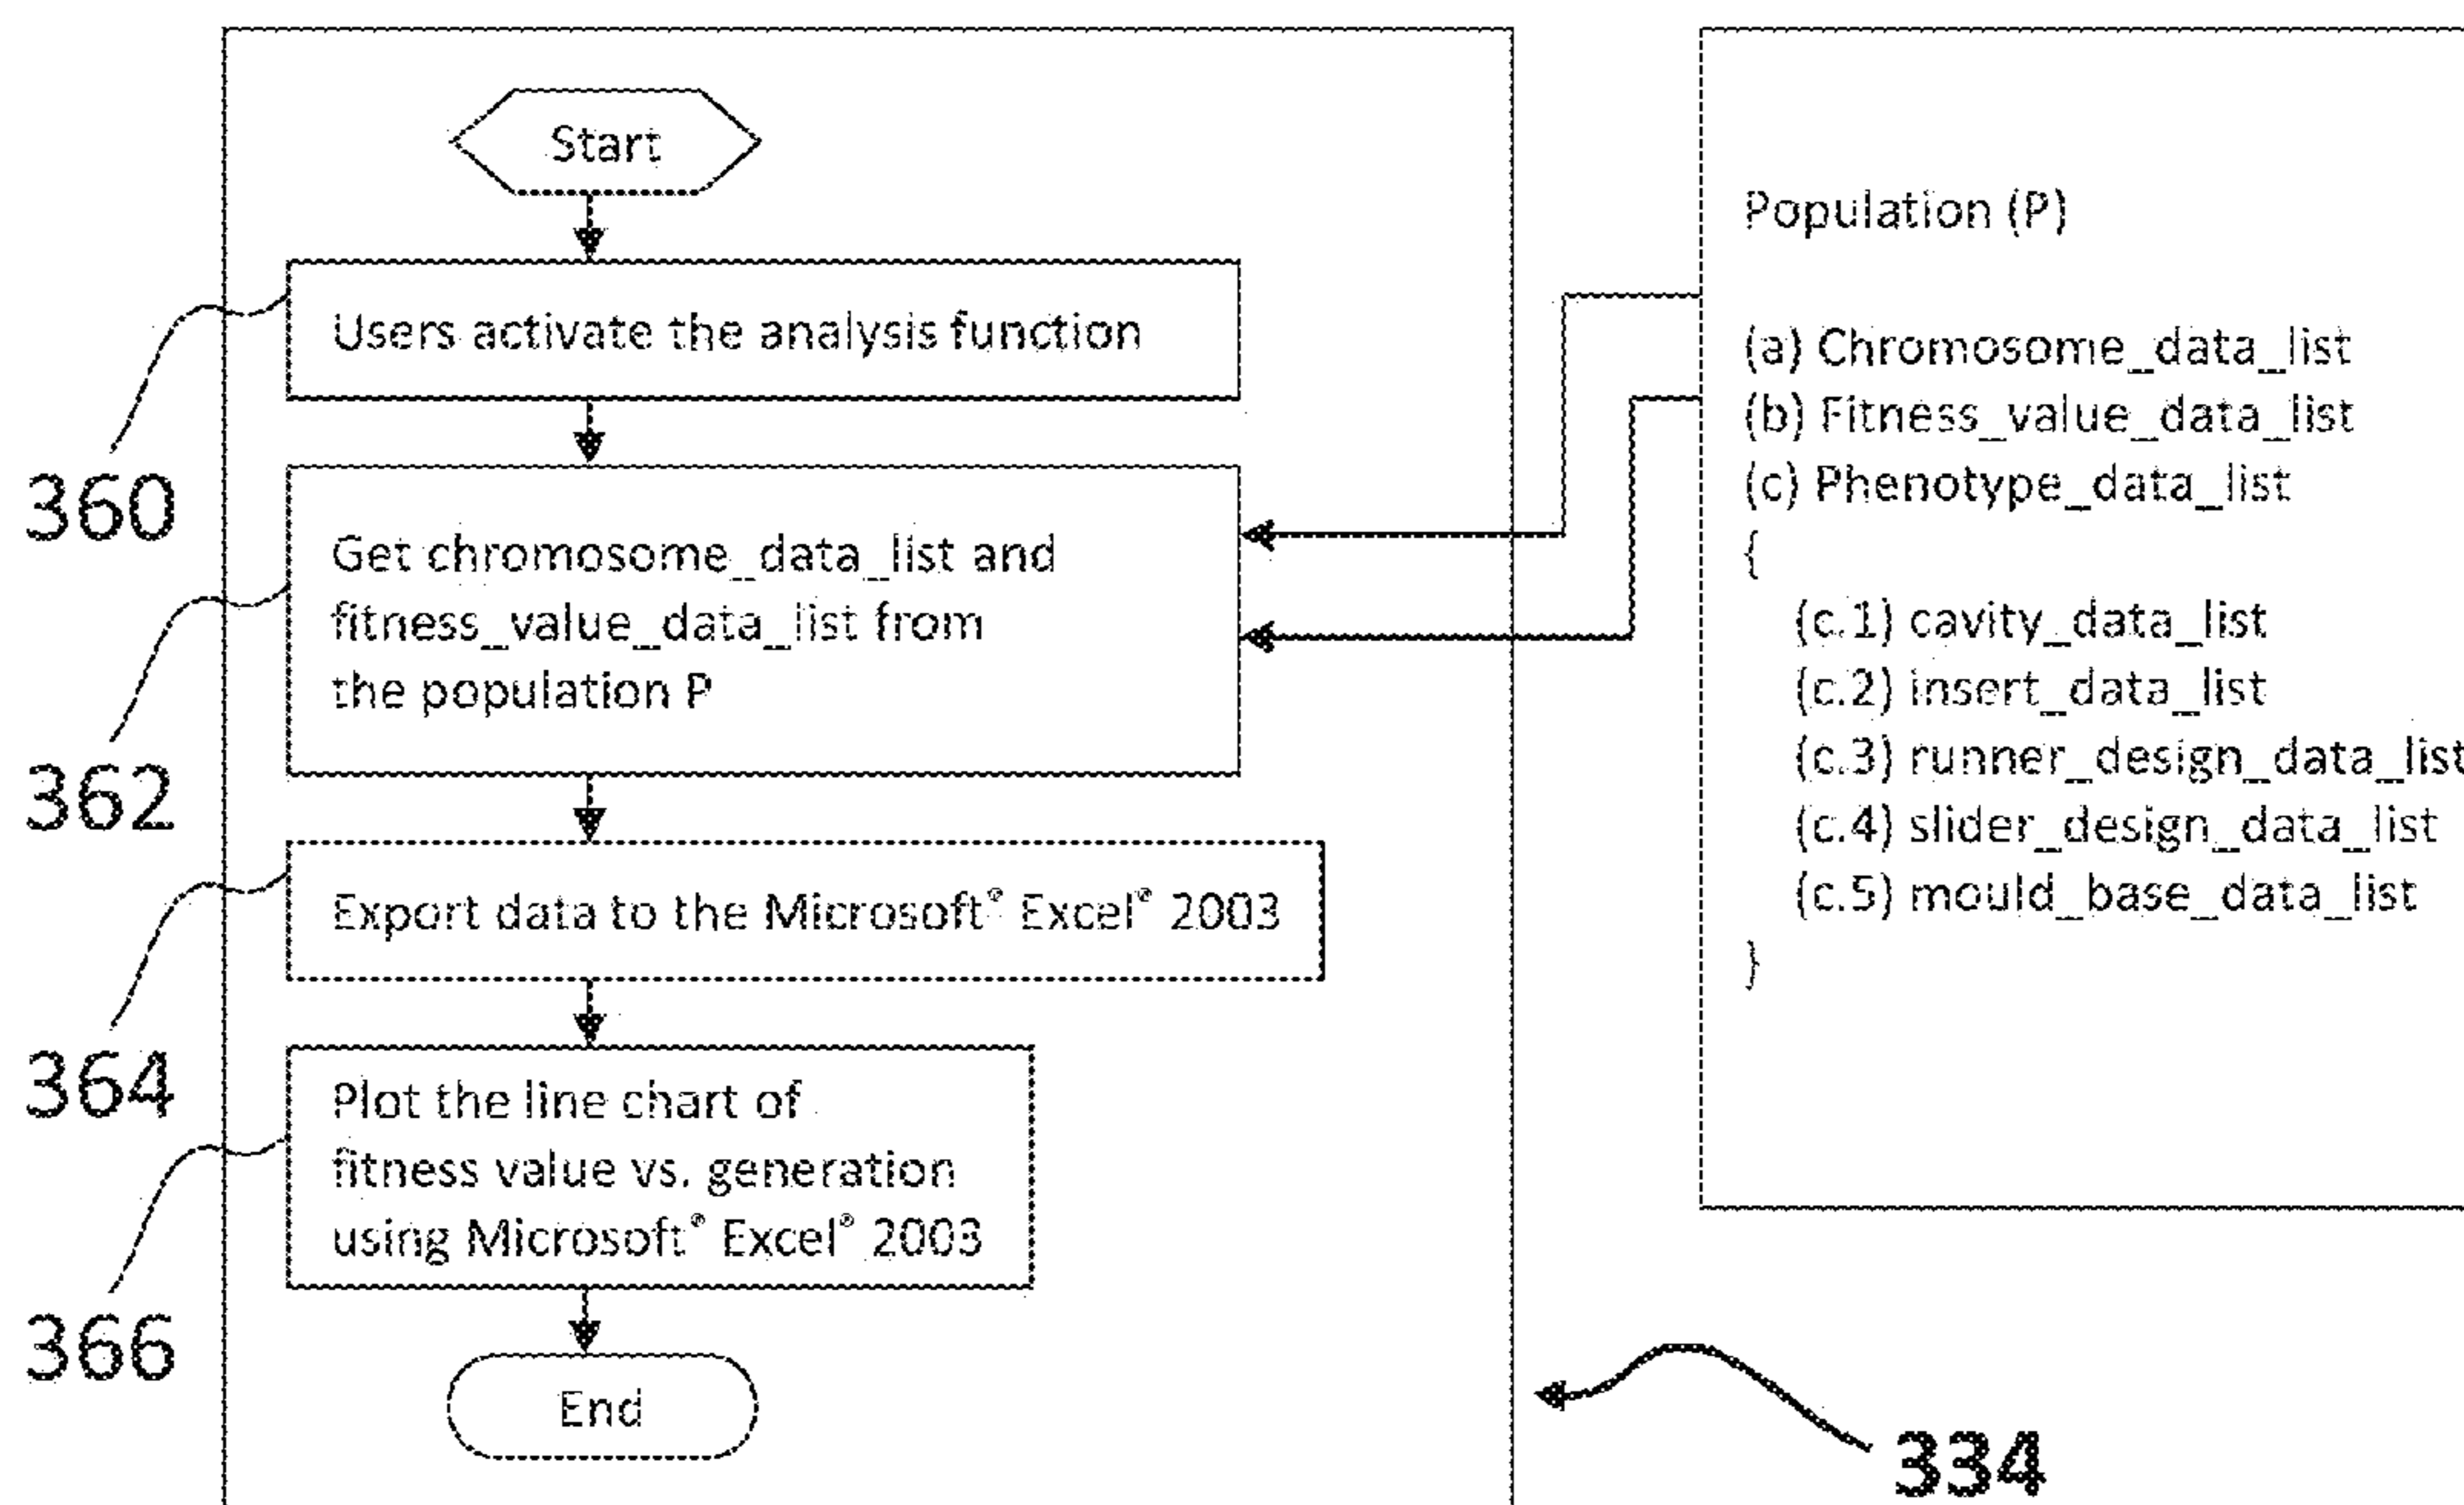 Start
Users activate the analysis function
360
Get chromosome_data_list and
fitness_value_data_list from
the population P
362
Export data to the Microsoft® Excel® 2003
364
Plot the line chart of
fitness value vs. generation
using Microsoft® Excel® 2003
366
End
Population (P)
(a) Chromosome_data_list
(b) Fitness_value_data_list
(c) Phenotype_data_list
{
(c.1) cavity_data_list
(c.2) insert_data_list
(c.3) runner_design_data_list
(c.4) slider_design_data_list
(c.5) mould_base_data_list
}
334